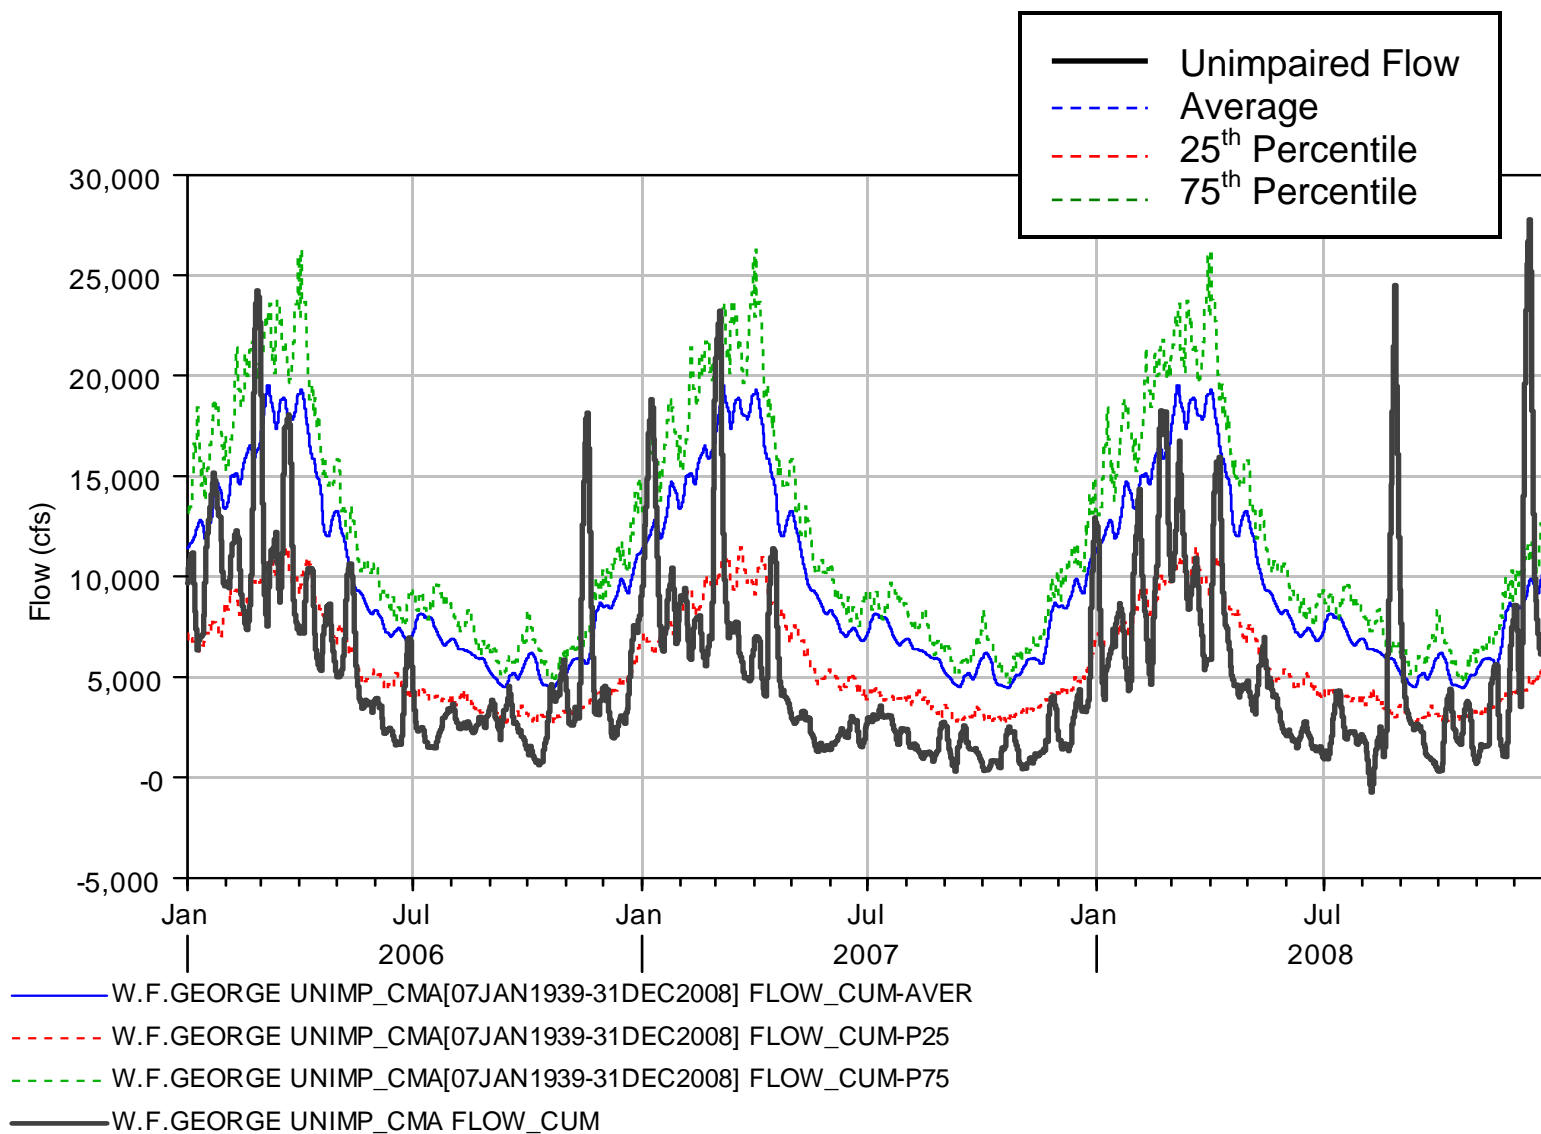 Unimpaired Flow
Average
25th Percentile
75th Percentile
30,000
25,000
20,000
15,000
10,000
5,000
-0
-5,000
Flow (cfs)
Jan Jul Jan Jul Jan Jul
2006 2007 2008
W.F.GEORGE UNIMP_CMA[07JAN1939-31DEC2008] FLOW_CUM-AVER
W.F.GEORGE UNIMP_CMA[07JAN1939-31DEC2008] FLOW_CUM-P25
W.F.GEORGE UNIMP_CMA[07JAN1939-31DEC2008] FLOW_CUM-P75
W.F.GEORGE UNIMP_CMA FLOW_CUM